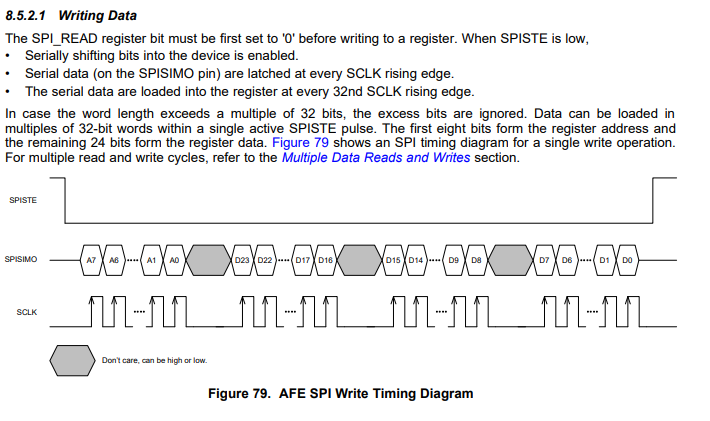 8.5.2.1 Writing Data
The SPI_READ register bit must be first set to '0' before writing to a register. When SPISTE is low,
• Serially shifting bits into the device is enabled.
• Serial data (on the SPISIMO pin) are latched at every SCLK rising edge.
• The serial data are loaded into the register at every 32nd SCLK rising edge.
In case the word length exceeds a multiple of 32 bits, the excess bits are ignored. Data can be loaded in
multiples of 32-bit words within a single active SPISTE pulse. The first eight bits form the register address and
the remaining 24 bits form the register data. Figure 79 shows an SPI timing diagram for a single write operation.
For multiple read and write cycles, refer to the Multiple Data Reads and Writes section.
SPISTE
SPISIMO A7 A6 A1 A0 D23 D22 D17 D16 D15 D14 D9 D8 D7 D6 D1 D0
SCLK
Don't care, can be high or low.
Figure 79. AFE SPI Write Timing Diagram